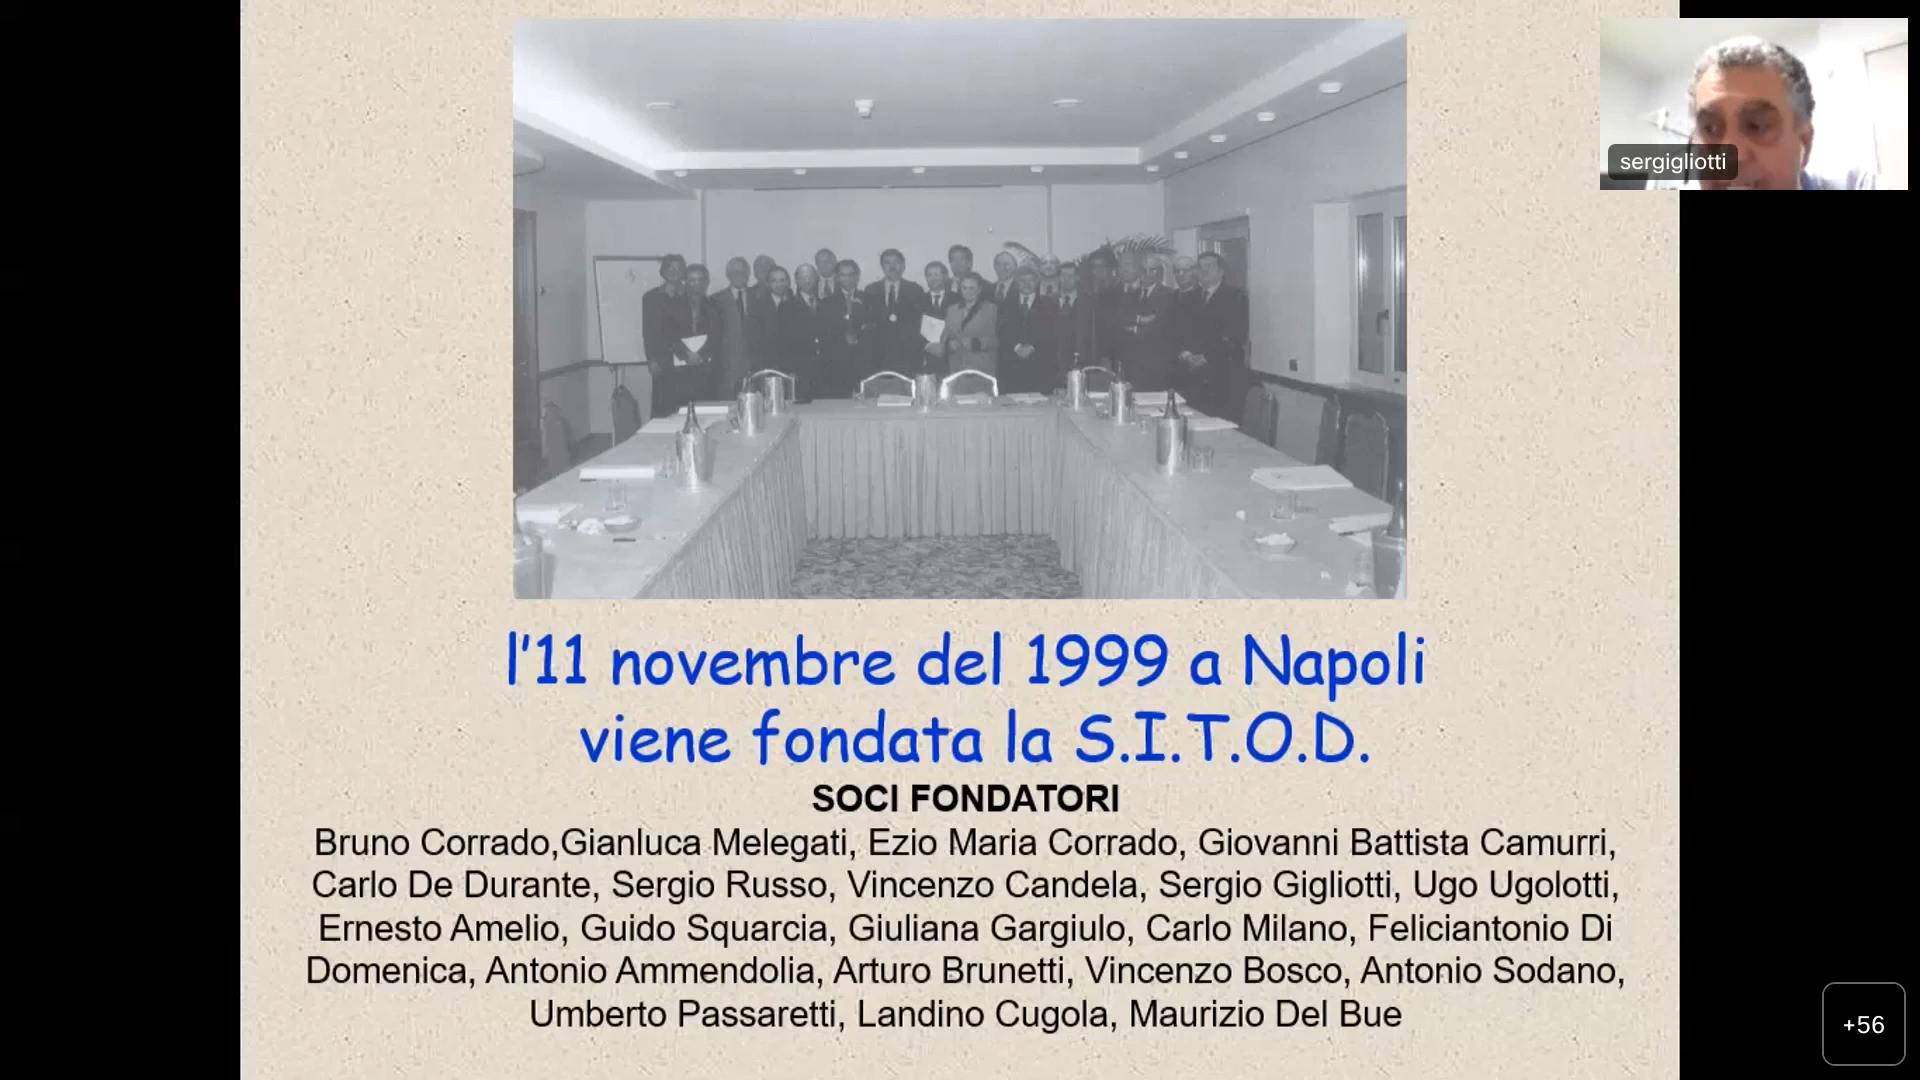 sergigliotti
l'11 novembre del 1999 a Napoli
viene fondata la S.I.T.O.D.
SOCI FONDATORI
Bruno Corrado,Gianluca Melegati, Ezio Maria Corrado, Giovanni Battista Camurri,
Carlo De Durante, Sergio Russo, Vincenzo Candela, Sergio Gigliotti, Ugo Ugolotti,
Ernesto Amelio, Guido Squarcia, Giuliana Gargiulo, Carlo Milano, Feliciantonio Di
Domenica, Antonio Ammendolia, Arturo Brunetti, Vincenzo Bosco, Antonio Sodano,
Umberto Passaretti, Landino Cugola, Maurizio Del Bue
+56